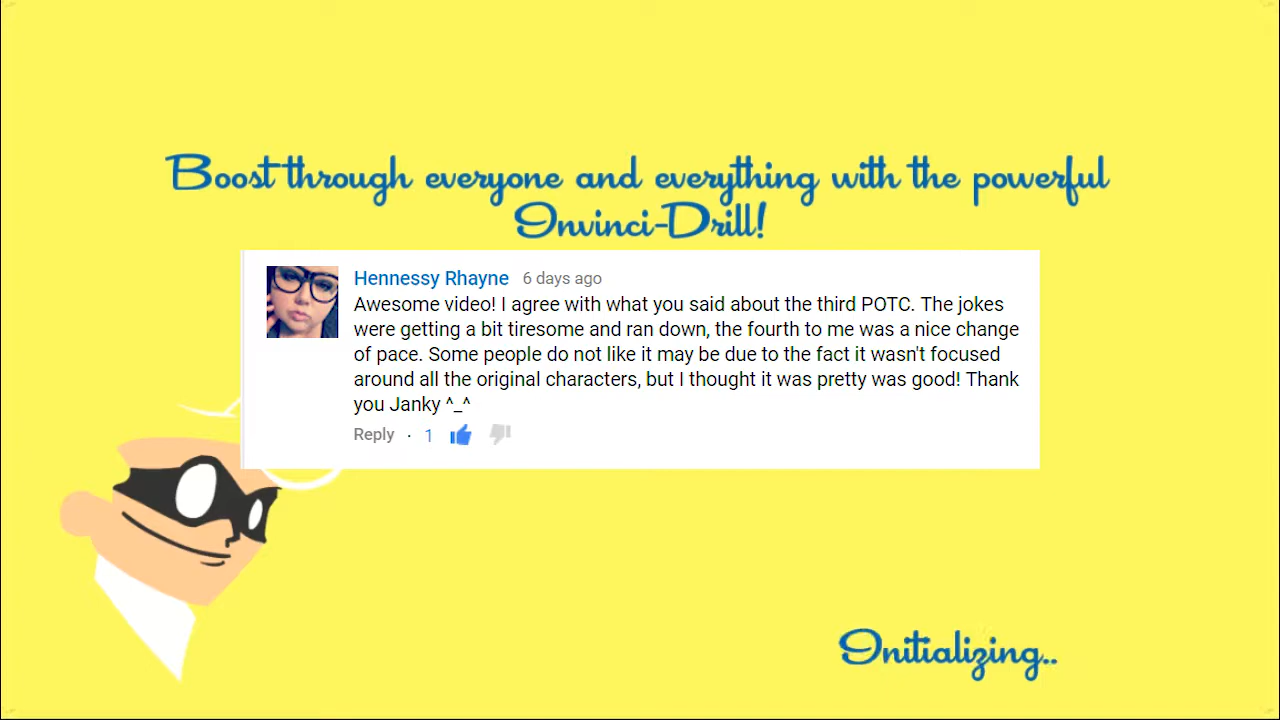 Boost through everyone and everything with the powerful
Invinci-Drill!
Hennessy Rhayne 6 days ago
Awesome video! I agree with what you said about the third POTC. The jokes
were getting a bit tiresome and ran down, the fourth to me was a nice change
of pace. Some people do not like it may be due to the fact it wasn't focused
around all the original characters, but I thought it was pretty was good! Thank
you Janky ^_^
Reply · 1
Initializing..